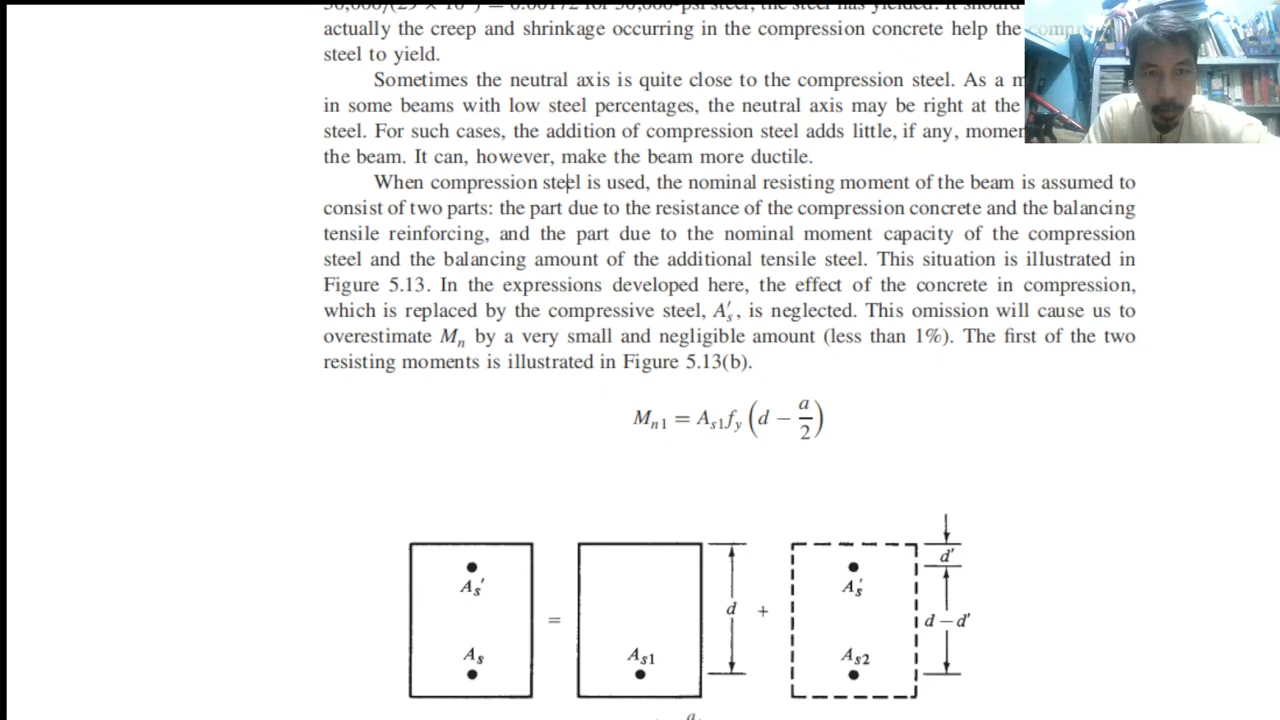 actually the creep and shrinkage occurring in the compression concrete help the comp
steel to yield.
Sometimes the neutral axis is quite close to the compression steel. As a m
in some beams with low steel percentages, the neutral axis may be right at the
steel. For such cases, the addition of compression steel adds little, if any, momen
the beam. It can, however, make the beam more ductile.
When compression steel is used, the nominal resisting moment of the beam is assumed to
consist of two parts: the part due to the resistance of the compression concrete and the balancing
tensile reinforcing, and the part due to the nominal moment capacity of the compression
steel and the balancing amount of the additional tensile steel. This situation is illustrated in
Figure 5.13. In the expressions developed here, the effect of the concrete in compression,
which is replaced by the compressive steel, A′s, is neglected. This omission will cause us to
overestimate Mn by a very small and negligible amount (less than 1%). The first of the two
resisting moments is illustrated in Figure 5.13(b).
Mn1 = As1fy (d − a/2)
As′ As = As1 d + As′ As2 d′ d − d′